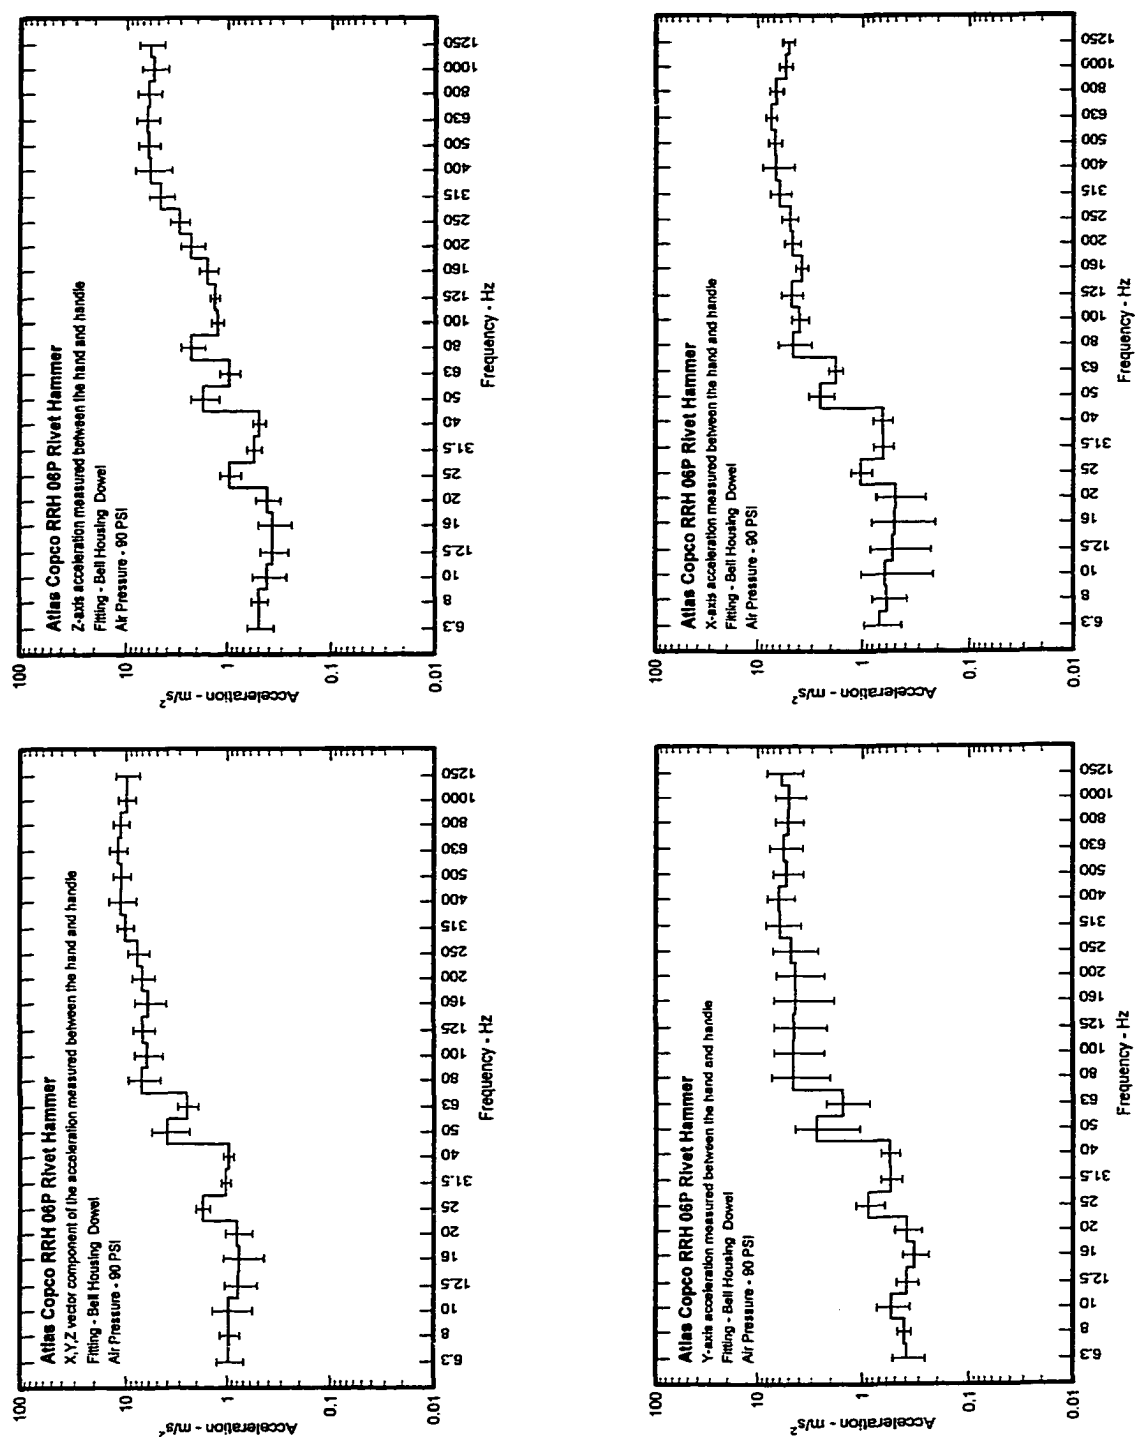 Atlas Copco RRH 06P Rivet Hammer
X,Y,Z vector component of the acceleration measured between the hand and handle
Fitting - Bell Housing Dowel
Air Pressure - 90 PSI
Acceleration - m/s²
100
10
1
0.1
0.01
6.3 8 10 12.5 16 20 25 31.5 40 50 63 80 100 125 160 200 250 315 400 500 630 800 1000 1250
Frequency - Hz
Atlas Copco RRH 06P Rivet Hammer
Z-axis acceleration measured between the hand and handle
Fitting - Bell Housing Dowel
Air Pressure - 90 PSI
Acceleration - m/s²
100
10
1
0.1
0.01
6.3 8 10 12.5 16 20 25 31.5 40 50 63 80 100 125 160 200 250 315 400 500 630 800 1000 1250
Frequency - Hz
Atlas Copco RRH 06P Rivet Hammer
Y-axis acceleration measured between the hand and handle
Fitting - Bell Housing Dowel
Air Pressure - 90 PSI
Acceleration - m/s²
100
10
1
0.1
0.01
6.3 8 10 12.5 16 20 25 31.5 40 50 63 80 100 125 160 200 250 315 400 500 630 800 1000 1250
Frequency - Hz
Atlas Copco RRH 06P Rivet Hammer
X-axis acceleration measured between the hand and handle
Fitting - Bell Housing Dowel
Air Pressure - 90 PSI
Acceleration - m/s²
100
10
1
0.1
0.01
6.3 8 10 12.5 16 20 25 31.5 40 50 63 80 100 125 160 200 250 315 400 500 630 800 1000 1250
Frequency - Hz